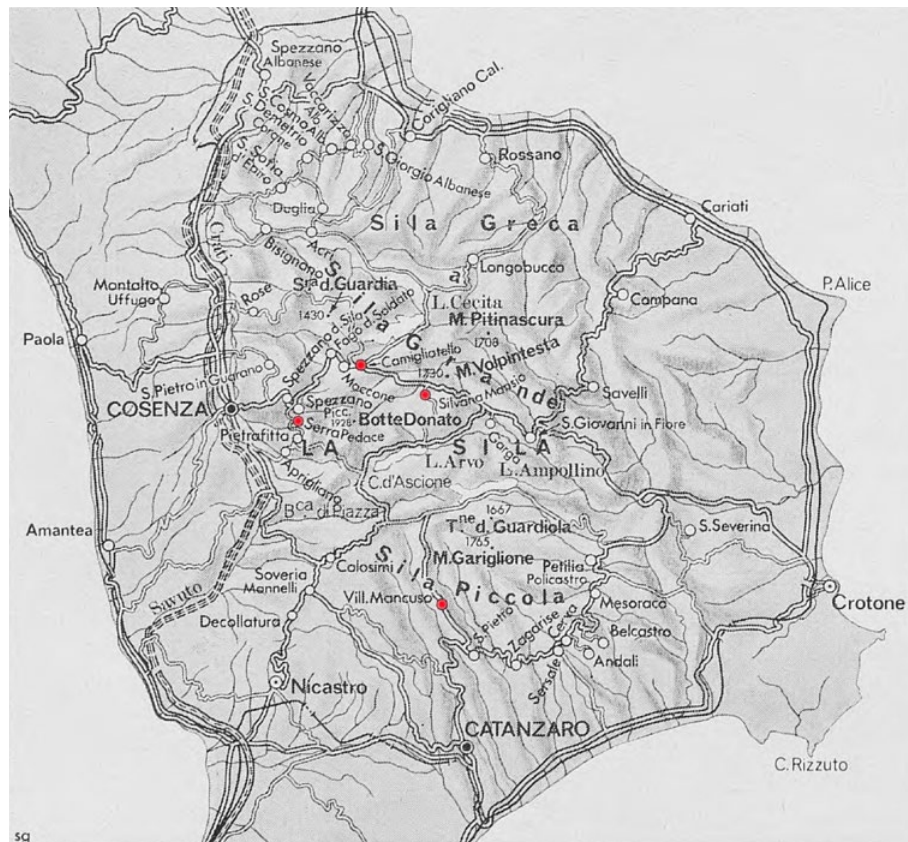 Spezzano
Albanese
Vaccarizzo
Alb.
S. Cosmo Alb.
S. Demetrio
Corone
S. Sofia
d'Epiro
Corigliano Cal.
S. Giorgio Albanese
Rossano
Duglia
Sila Greca
Cariati
Crati
Acri
Bisignano
Longobucco
Sra d. Guardia
1430
Montalto
Uffugo
Rose
L. Cecita
Campana
P. Alice
M. Pitinascura
1708
Sila Grande
Fago d. Soldato
Spezzano d. Sila
Paola
Camigliatello
1730
M. Volpintesta
S. Pietro in Guarano
Moccone
Silvana Mansio
Savelli
COSENZA
Spezzano
Picc.
1928
Botte Donato
Serra Pedace
S. Giovanni in Fiore
Pietrafitta
LA SILA
Garga
L. Arvo
L. Ampollino
Aprigliano
C. d'Ascione
Bca di Piazza
1667
Tne d. Guardiola
Amantea
S. Severina
1765
M. Gariglione
Sila Piccola
Colosimi
Petilia
Policastro
Soveria
Mannelli
Vill. Mancuso
Savuto
Mesoraca
Crotone
Decollatura
S. Pietro
Zagarise
Cerva
Belcastro
Andali
Sersale
Nicastro
CATANZARO
C. Rizzuto
sg